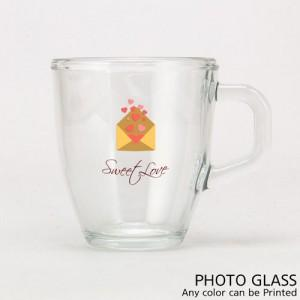 Sweet Love
PHOTO GLASS
Any color can be Printed